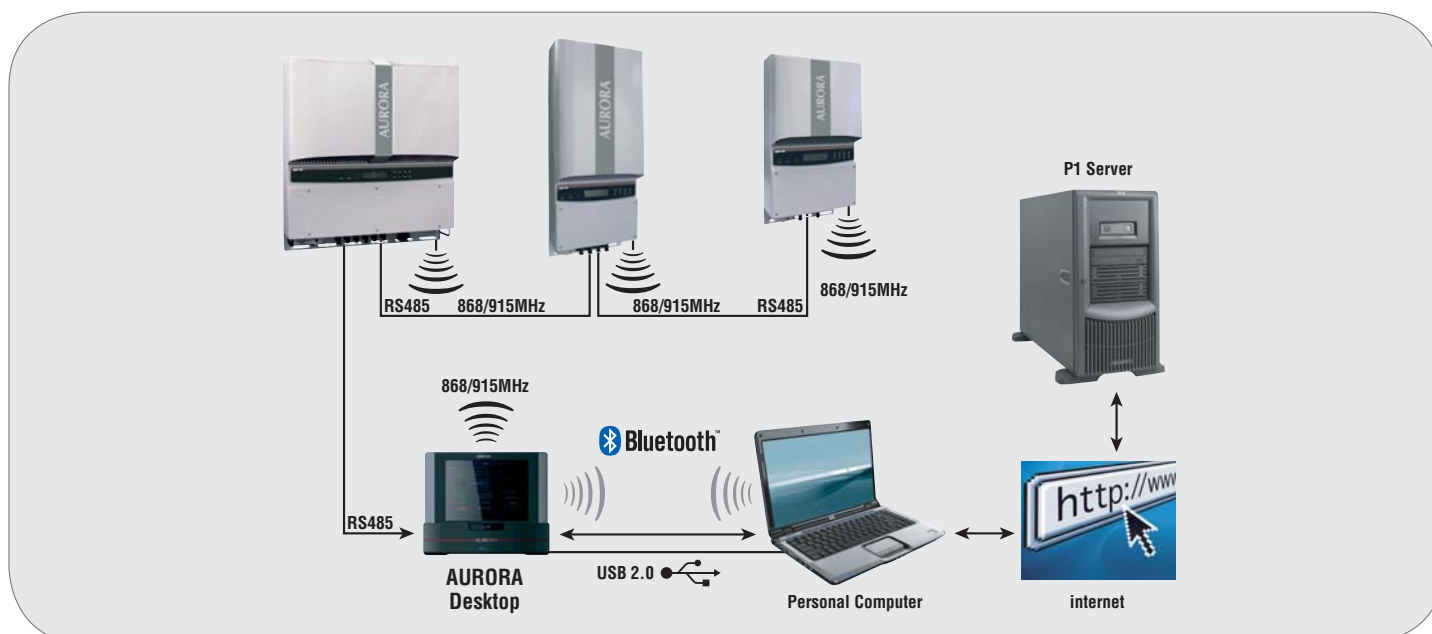 AURORA
AURORA
AURORA
P1 Server
RS485
868/915MHz
868/915MHz
RS485
868/915MHz
868/915MHz
Bluetooth™
http://www
RS485
AURORA
Desktop
USB 2.0
Personal Computer
internet